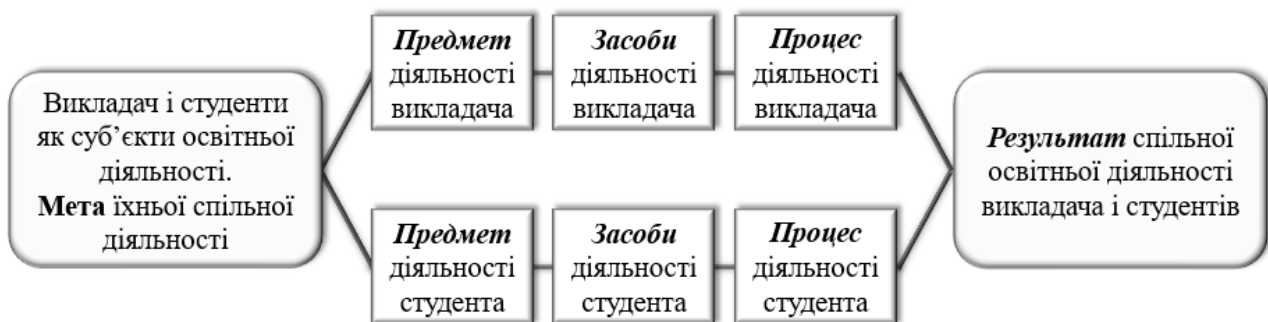 Викладач і студенти
як суб’єкти освітньої
діяльності.
Мета їхньої спільної
діяльності
Предмет
діяльності
викладача
Засоби
діяльності
викладача
Процес
діяльності
викладача
Предмет
діяльності
студента
Засоби
діяльності
студента
Процес
діяльності
студента
Результат спільної
освітньої діяльності
викладача і студентів